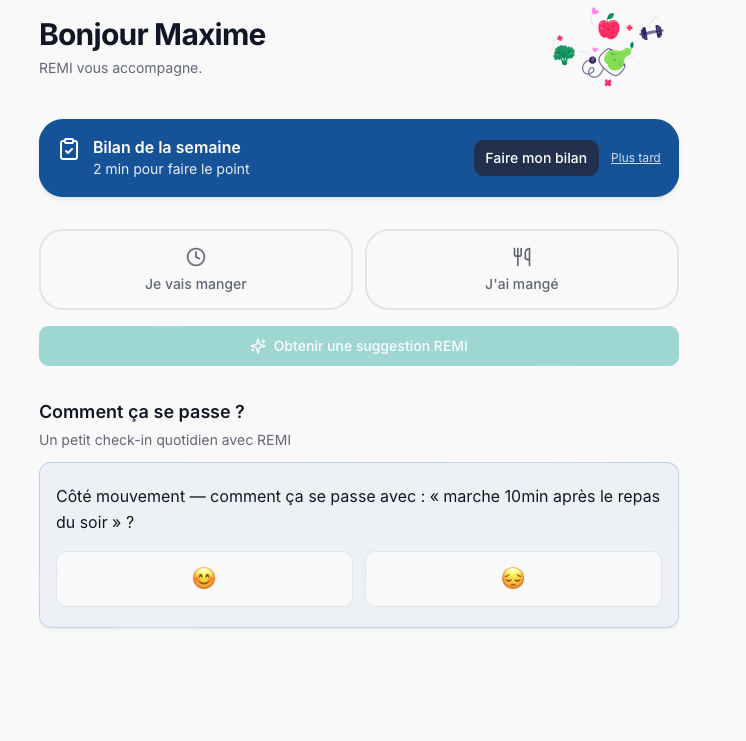 Bonjour Maxime
REMI vous accompagne.
Bilan de la semaine
2 min pour faire le point
Faire mon bilan
Plus tard
Je vais manger
J'ai mangé
Obtenir une suggestion REMI
Comment ça se passe ?
Un petit check-in quotidien avec REMI
Côté mouvement — comment ça se passe avec : « marche 10min après le repas
du soir » ?